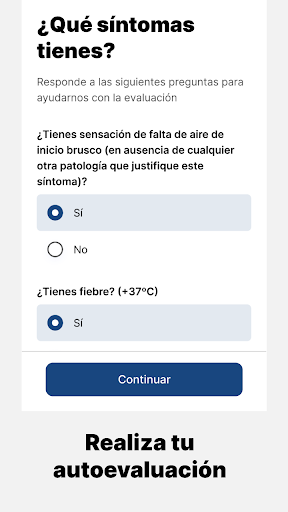 ¿Qué síntomas
tienes?
Responde a las siguientes preguntas para
ayudarnos con la evaluación
¿Tienes sensación de falta de aire de
inicio brusco (en ausencia de cualquier
otra patología que justifique este
síntoma)?
Sí
No
¿Tienes fiebre? (+37ºC)
Sí
Continuar
Realiza tu
autoevaluación